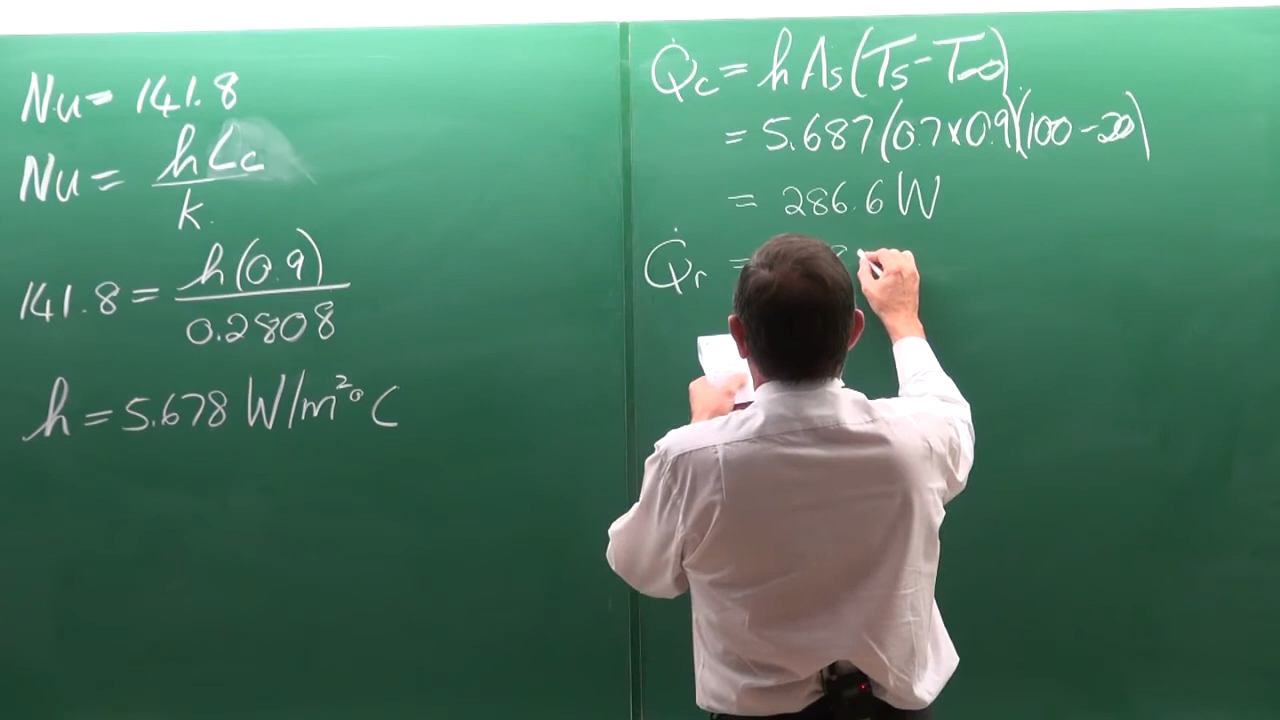 Nu = 141.8
Nu = hLc / k
141.8 = h(0.9) / 0.2808
h = 5.678 W/m²°C
Q̇c = hAs(Ts-T∞)
= 5.687(0.7×0.9)(100-20)
= 286.6 W
Q̇r =